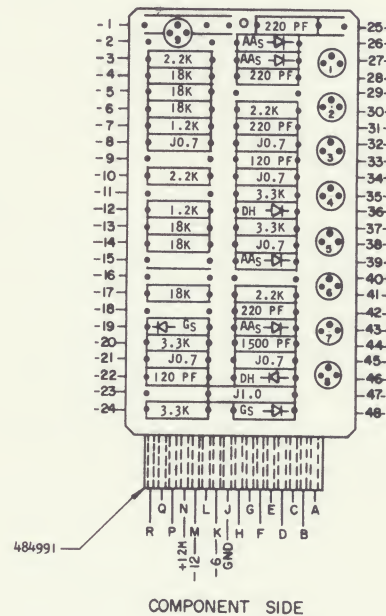 -1 9 220 PF -25
-2 AAS -26
-3 2.2K AAS 1 -27
-4 18K 220 PF -28
-5 18K -29
-6 18K 2.2K 2 -30
-7 1.2K 220 PF -31
-8 J0.7 J0.7 3 -32
-9 120 PF -33
-10 2.2K J0.7 -34
-11 3.3K 4 -35
-12 1.2K DH -36
-13 18K 3.3K -37
-14 18K J0.7 5 -38
-15 AAS -39
-16 -40
-17 18K 2.2K 6 -41
-18 220 PF -42
-19 GS AAS 7 -43
-20 3.3K 1500 PF -44
-21 J0.7 J0.7 -45
-22 120 PF DH 8 -46
-23 J1.0 -47
-24 3.3K GS -48
484991
R Q P N M L K J H G F E D C B A
+12M -12 -6 GND
COMPONENT SIDE